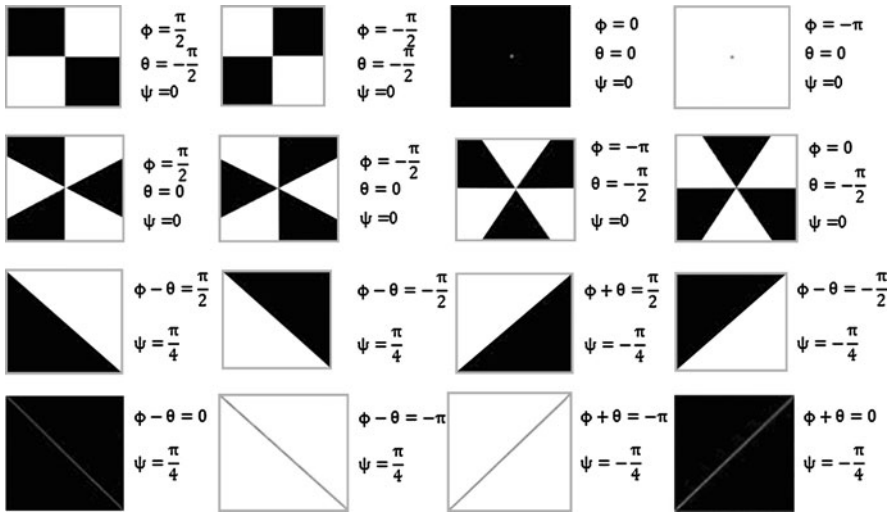 φ = π/2
θ = −π/2
ψ = 0
φ = −π/2
θ = −π/2
ψ = 0
φ = 0
θ = 0
ψ = 0
φ = −π
θ = 0
ψ = 0
φ = π/2
θ = 0
ψ = 0
φ = −π/2
θ = 0
ψ = 0
φ = −π
θ = −π/2
ψ = 0
φ = 0
θ = −π/2
ψ = 0
φ − θ = π/2
ψ = π/4
φ − θ = −π/2
ψ = π/4
φ + θ = π/2
ψ = −π/4
φ − θ = −π/2
ψ = −π/4
φ − θ = 0
ψ = π/4
φ − θ = −π
ψ = π/4
φ + θ = −π
ψ = −π/4
φ + θ = 0
ψ = −π/4